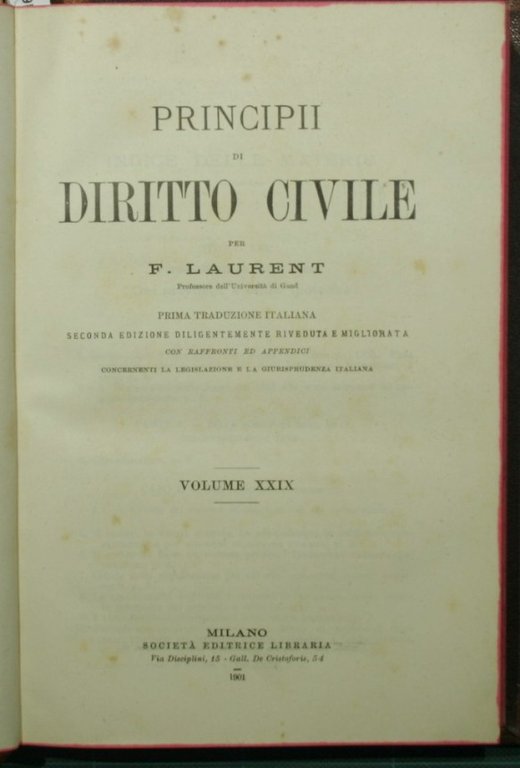 PRINCIPII
DI
DIRITTO CIVILE
PER
F. LAURENT
Professore dell'Università di Gand
PRIMA TRADUZIONE ITALIANA
SECONDA EDIZIONE DILIGENTEMENTE RIVEDUTA E MIGLIORATA
CON RAFFRONTI ED APPENDICI
CONCERNENTI LA LEGISLAZIONE E LA GIURISPRUDENZA ITALIANA
VOLUME XXIX
MILANO
SOCIETÀ EDITRICE LIBRARIA
Via Disciplini, 15 - Gall. De Cristoforis, 54
1901